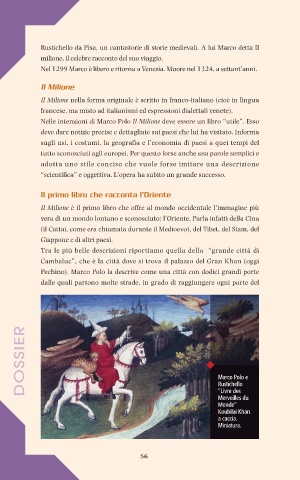 Rustichello da Pisa, un cantastorie di storie medievali. A lui Marco detta Il
milione, il celebre racconto del suo viaggio.
Nel 1299 Marco è libero e ritorna a Venezia. Muore nel 1324, a settant'anni.
Il Milione
Il Milione nella forma originale è scritto in franco-italiano (cioè in lingua
francese, ma misto ad italianismi ed espressioni dialettali venete).
Nelle intenzioni di Marco Polo Il Milione deve essere un libro "utile". Esso
deve dare notizie precise e dettagliate sui paesi che lui ha visitato. Informa
sugli usi, i costumi, la geografia e l'economia di paesi a quei tempi del
tutto sconosciuti agli europei. Per questo forse anche usa parole semplici e
adotta uno stile conciso che vuole forse imitare una descrizione
"scientifica" e oggettiva. L'opera ha subito un grande successo.
Il primo libro che racconta l'Oriente
Il Milione è il primo libro che offre al mondo occidentale l'immagine più
vera di un mondo lontano e sconosciuto: l'Oriente. Parla infatti della Cina
(il Catai, come era chiamata durante il Medioevo), del Tibet, del Siam, del
Giappone e di altri paesi.
Tra le più belle descrizioni riportiamo quella della "grande città di
Cambaluc", che è la città dove si trova il palazzo del Gran Khan (oggi
Pechino). Marco Polo la descrive come una città con dodici grandi porte
dalle quali partono molte strade, in grado di raggiungere ogni parte del
DOSSIER
Marco Polo e
Rustichello
"Livre des
Merveilles du
Monde"
Koubilai Khan
a caccia.
Miniatura.
56